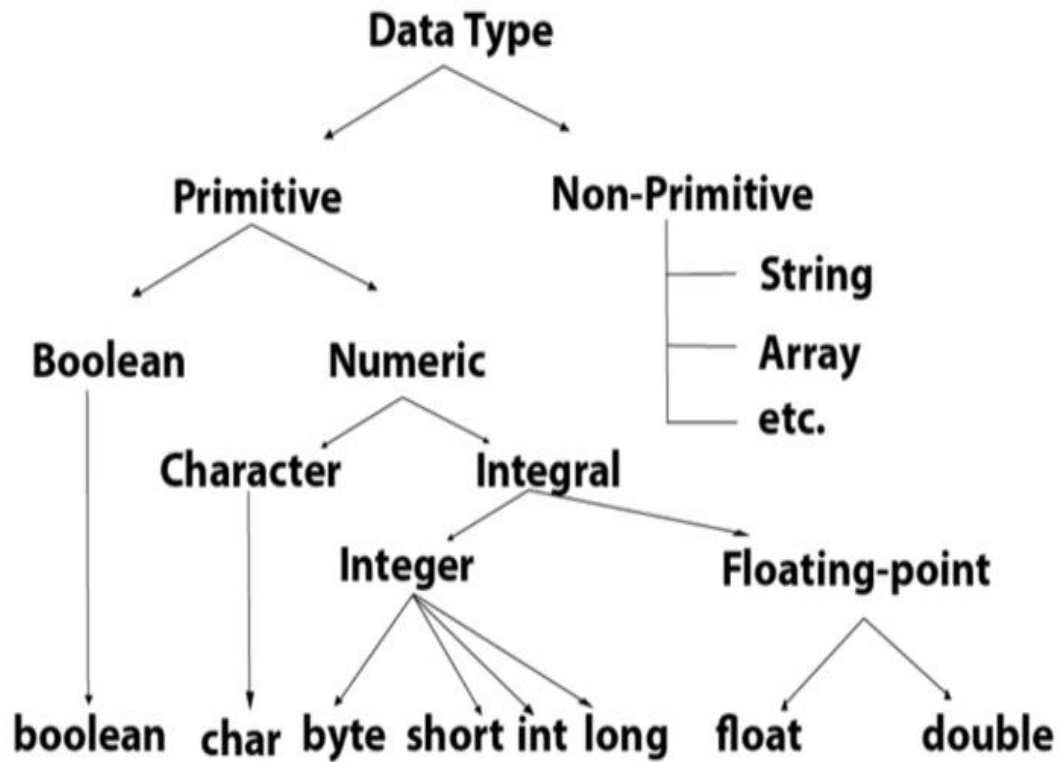 Data Type
Primitive
Non-Primitive
String
Array
etc.
Boolean
Numeric
Character
Integral
Integer
Floating-point
boolean
char
byte
short
int
long
float
double